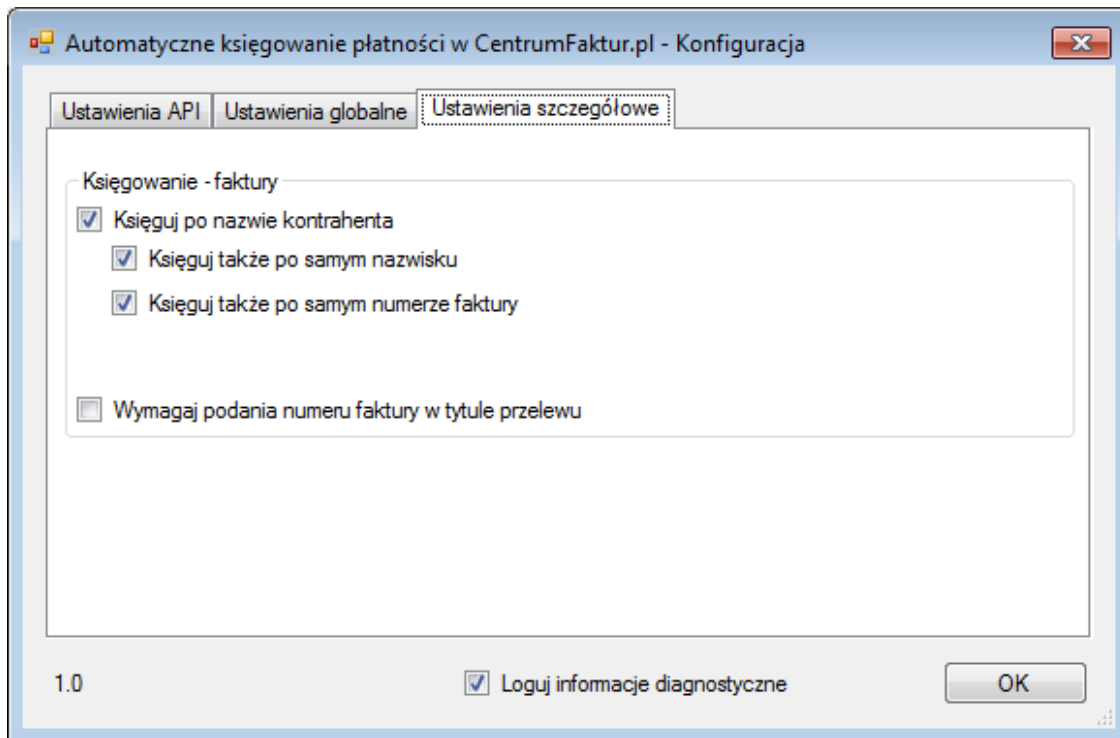 Automatyczne księgowanie płatności w CentrumFaktur.pl - Konfiguracja
Ustawienia API Ustawienia globalne Ustawienia szczegółowe
Księgowanie - faktury
Księguj po nazwie kontrahenta
Księguj także po samym nazwisku
Księguj także po samym numerze faktury
Wymagaj podania numeru faktury w tytule przelewu
1.0 Loguj informacje diagnostyczne OK